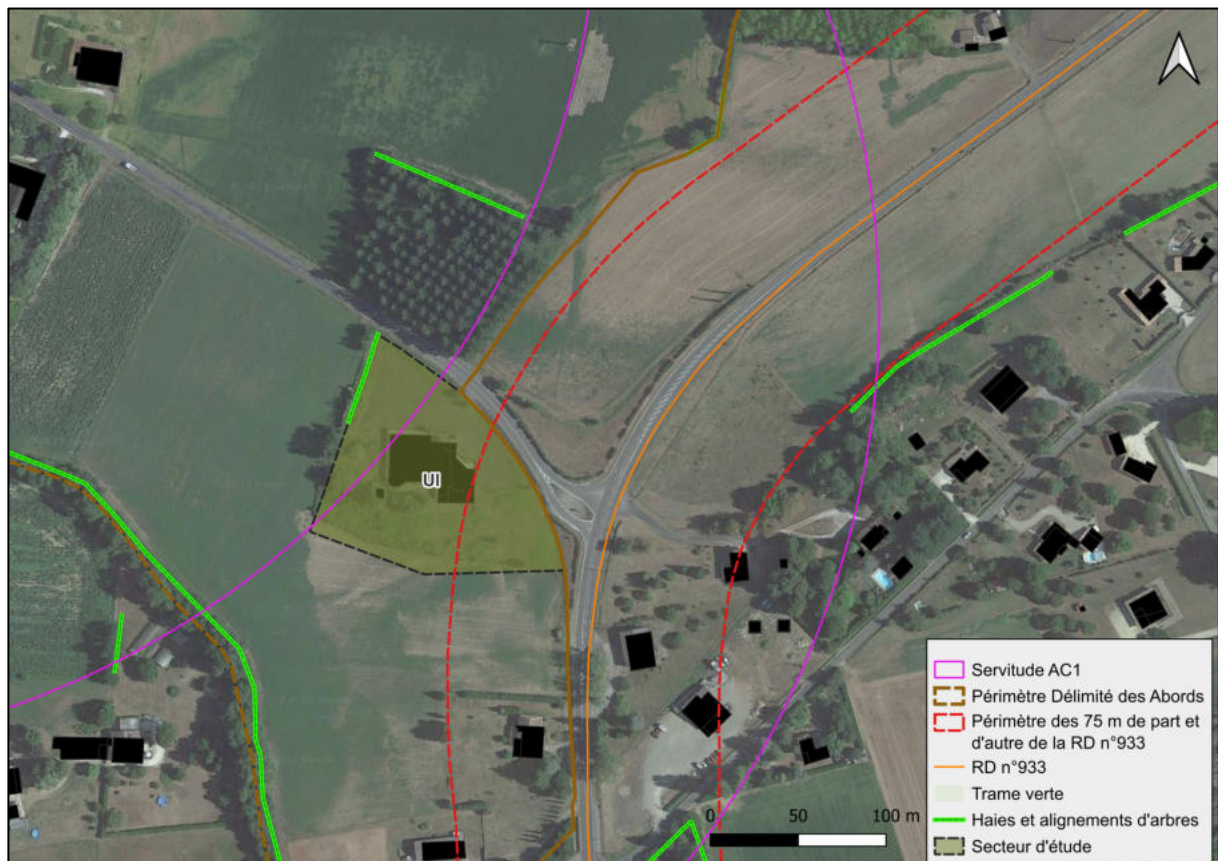 UI
Servitude AC1
Périmètre Délimité des Abords
Périmètre des 75 m de part et
d'autre de la RD n°933
RD n°933
Trame verte
Haies et alignements d'arbres
Secteur d'étude
0 50 100 m